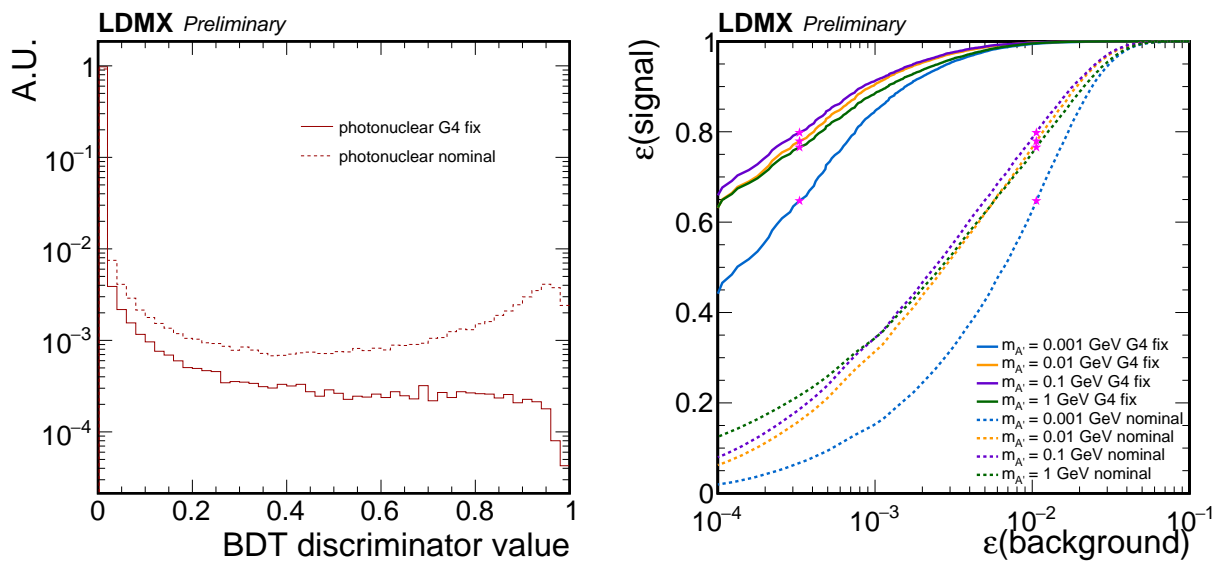 LDMX Preliminary
A.U.
1
10⁻¹
10⁻²
10⁻³
10⁻⁴
photonuclear G4 fix
photonuclear nominal
0 0.2 0.4 0.6 0.8 1
BDT discriminator value
LDMX Preliminary
ε(signal)
1
0.8
0.6
0.4
0.2
0
m_A' = 0.001 GeV G4 fix
m_A' = 0.01 GeV G4 fix
m_A' = 0.1 GeV G4 fix
m_A' = 1 GeV G4 fix
m_A' = 0.001 GeV nominal
m_A' = 0.01 GeV nominal
m_A' = 0.1 GeV nominal
m_A' = 1 GeV nominal
10⁻⁴ 10⁻³ 10⁻² 10⁻¹
ε(background)